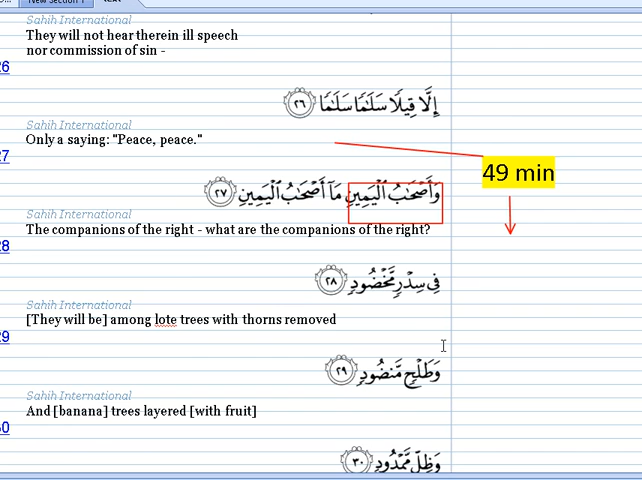 New Section 1
Sahih International
They will not hear therein ill speech
nor commission of sin -
26
إِلَّا قِيلًا سَلَٰمًا سَلَٰمًا ٢٦
Sahih International
Only a saying: "Peace, peace."
27
49 min
وَأَصْحَٰبُ ٱلْيَمِينِ مَآ أَصْحَٰبُ ٱلْيَمِينِ ٢٧
Sahih International
The companions of the right - what are the companions of the right?
28
فِى سِدْرٍ مَّخْضُودٍ ٢٨
Sahih International
[They will be] among lote trees with thorns removed
29
وَطَلْحٍ مَّنضُودٍ ٢٩
Sahih International
And [banana] trees layered [with fruit]
30
وَظِلٍّ مَّمْدُودٍ ٣٠